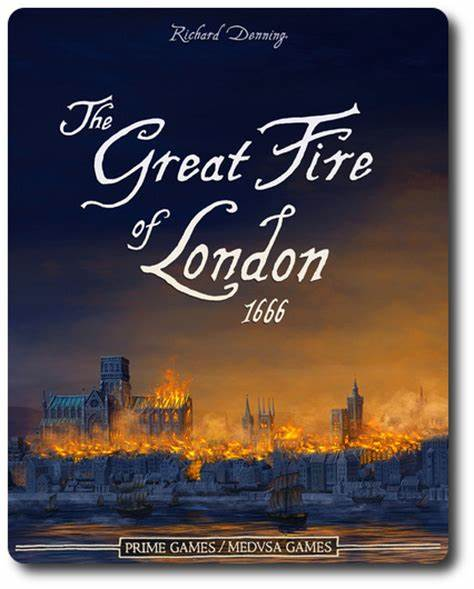 Richard Denning
The
Great Fire
of
London
1666
PRIME GAMES / MEDVSA GAMES